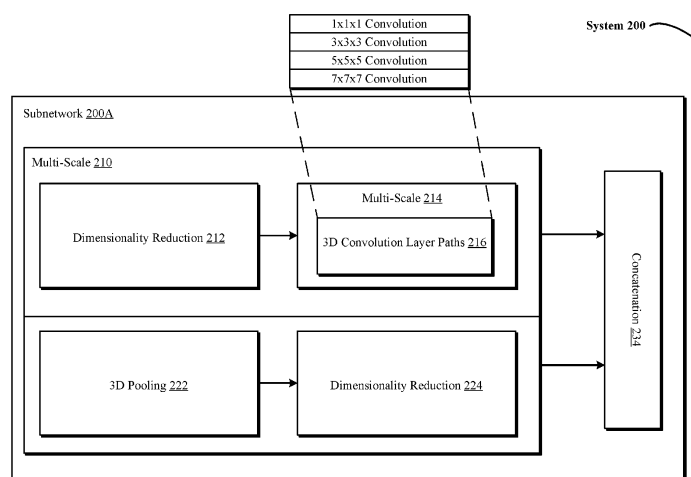 System 200
1x1x1 Convolution
3x3x3 Convolution
5x5x5 Convolution
7x7x7 Convolution
Subnetwork 200A
Multi-Scale 210
Dimensionality Reduction 212
Multi-Scale 214
3D Convolution Layer Paths 216
3D Pooling 222
Dimensionality Reduction 224
Concatenation 234